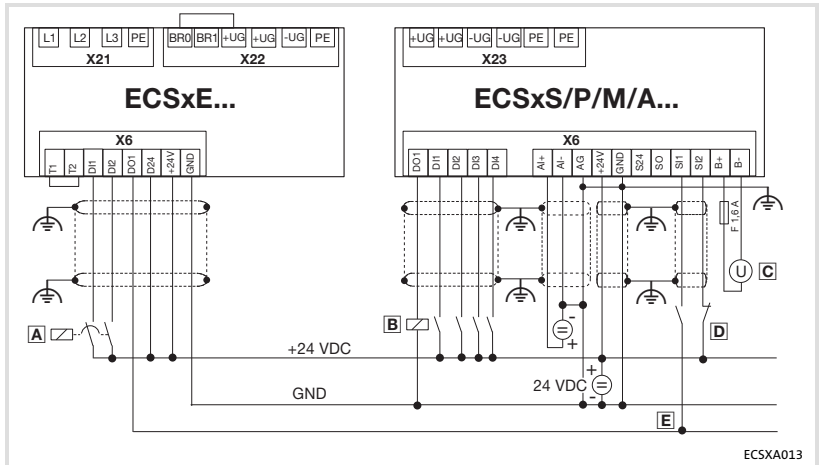 L1 L2 L3 PE
X21
BR0 BR1 +UG +UG -UG PE
X22
ECSxE...
X6
T1 T2 DI1 DI2 DO1 D24 +24V GND
+UG +UG -UG -UG PE PE
X23
ECSxS/P/M/A...
X6
DO1 DI1 DI2 DI3 DI4 AI+ AI- AG +24V GND S24 SO SI1 SI2 B+ B-
F 1,6 A
U
C
A
B
D
-
+
+24 VDC
+
24 VDC
-
GND
E
ECSXA013